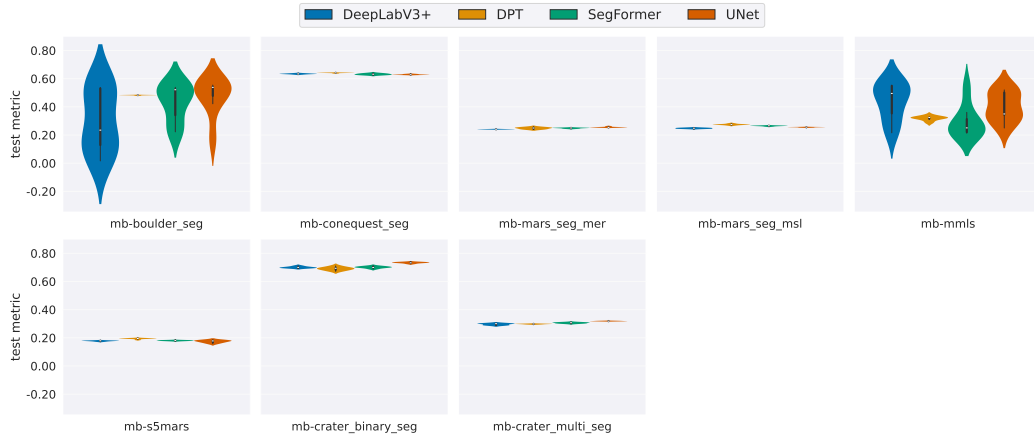 DeepLabV3+ DPT SegFormer UNet
test metric
0.80
0.60
0.40
0.20
0.00
-0.20
mb-boulder_seg mb-conequest_seg mb-mars_seg_mer mb-mars_seg_msl mb-mmls
test metric
0.80
0.60
0.40
0.20
0.00
-0.20
mb-s5mars mb-crater_binary_seg mb-crater_multi_seg